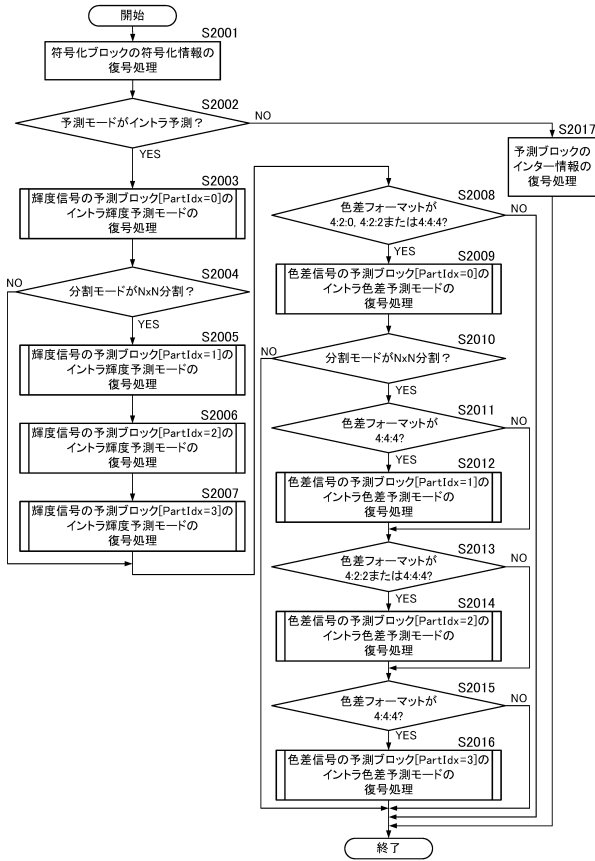 開始
S2001
符号化ブロックの符号化情報の
復号処理
S2002
予測モードがイントラ予測？
NO
YES
S2003
輝度信号の予測ブロック[PartIdx=0]の
イントラ輝度予測モードの
復号処理
S2004
NO
分割モードがNxN分割？
YES
S2005
輝度信号の予測ブロック[PartIdx=1]の
イントラ輝度予測モードの
復号処理
S2006
輝度信号の予測ブロック[PartIdx=2]の
イントラ輝度予測モードの
復号処理
S2007
輝度信号の予測ブロック[PartIdx=3]の
イントラ輝度予測モードの
復号処理
S2008
色差フォーマットが
4:2:0, 4:2:2または4:4:4?
NO
YES
S2009
色差信号の予測ブロック[PartIdx=0]の
イントラ色差予測モードの
復号処理
S2010
NO
分割モードがNxN分割？
YES
S2011
色差フォーマットが
4:4:4?
NO
YES
S2012
色差信号の予測ブロック[PartIdx=1]の
イントラ色差予測モードの
復号処理
S2013
色差フォーマットが
4:2:2または4:4:4?
NO
YES
S2014
色差信号の予測ブロック[PartIdx=2]の
イントラ色差予測モードの
復号処理
S2015
色差フォーマットが
4:4:4?
NO
YES
S2016
色差信号の予測ブロック[PartIdx=3]の
イントラ色差予測モードの
復号処理
S2017
予測ブロックの
インター情報の
復号処理
終了